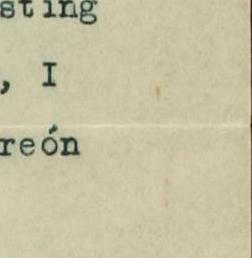 sting
, I
reón